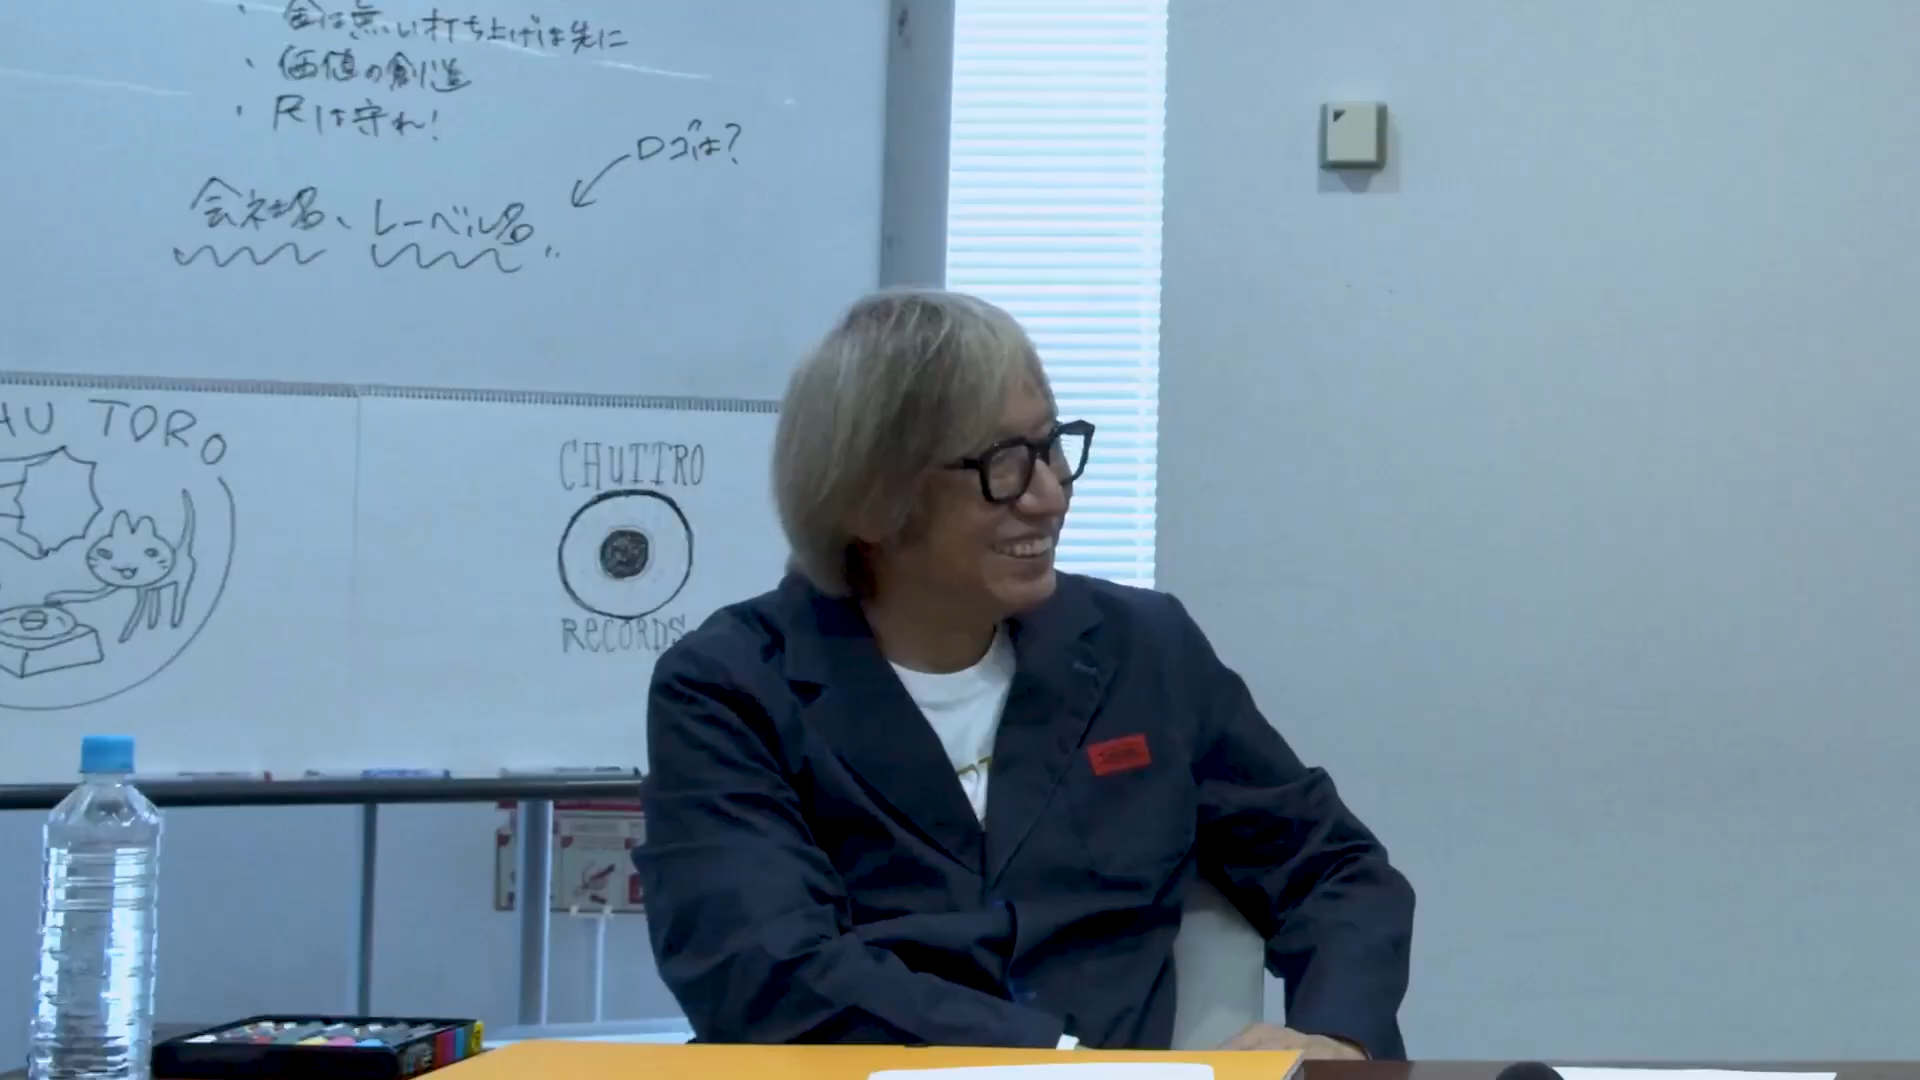 ・金は無い打ち上げは先に
・価値の創造
・尺は守れ!
ロゴは?
会社名、レーベル名
HU TORO
CHUTTRO
RECORDS